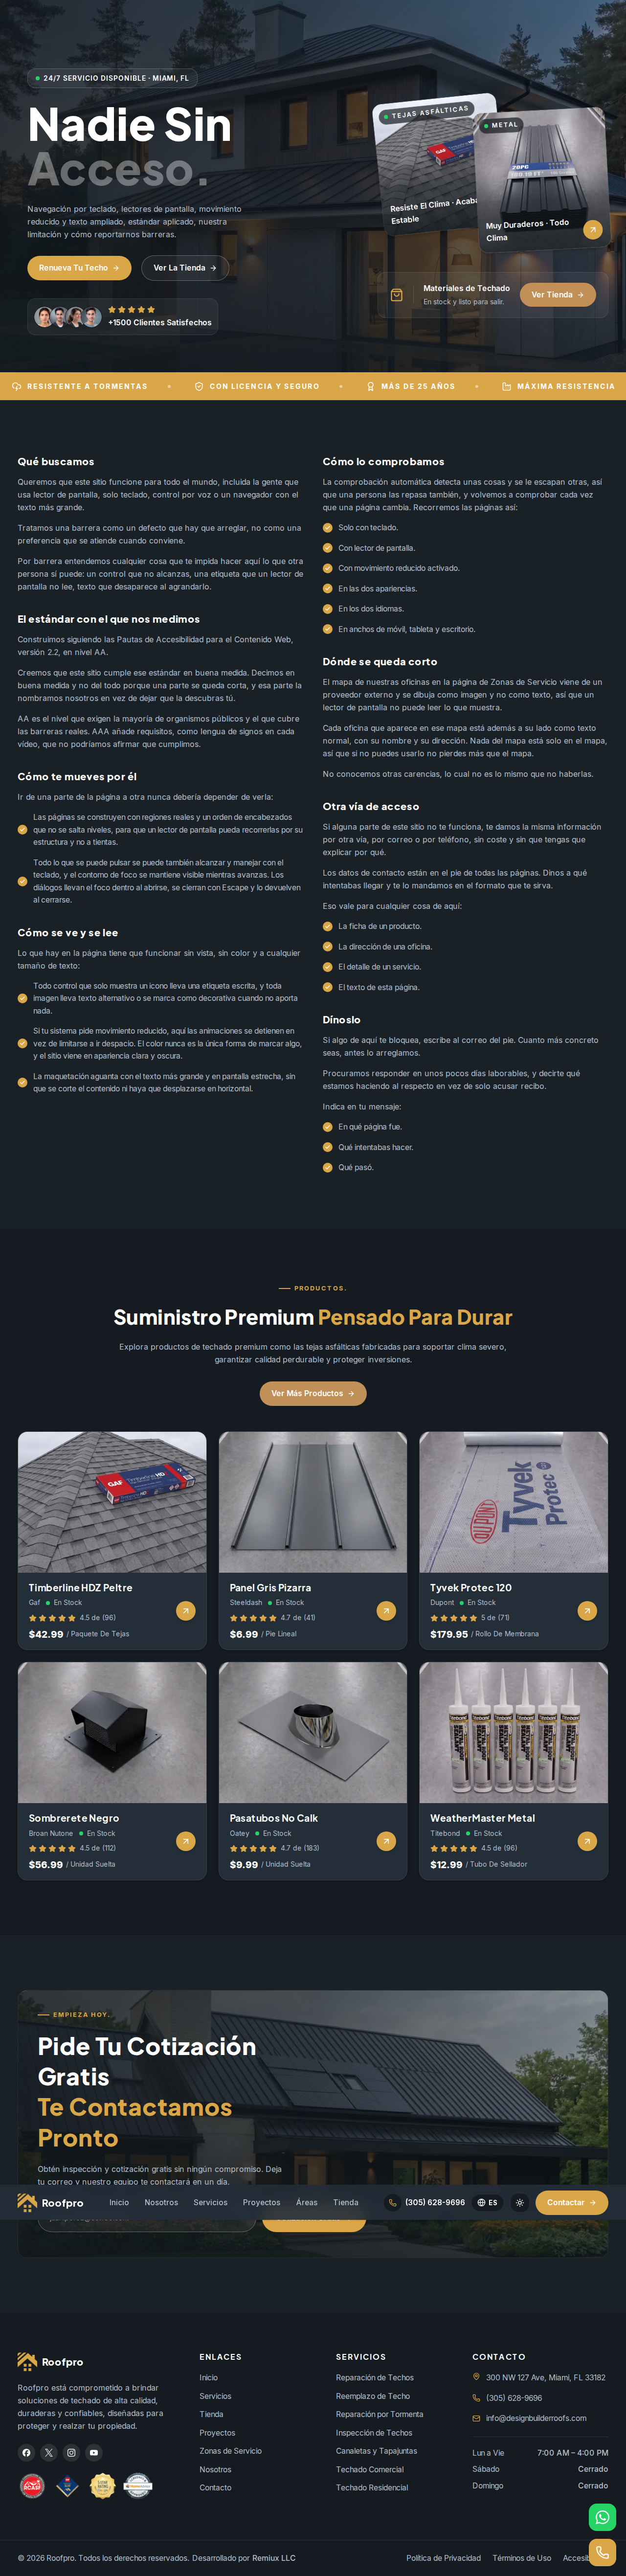 24/7 SERVICIO DISPONIBLE · MIAMI, FL
Nadie Sin
Acceso.
Navegación por teclado, lectores de pantalla, movimiento
reducido y texto ampliado, estándar aplicado, nuestra
limitación y cómo reportarnos barreras.
Renueva Tu Techo
Ver La Tienda
+1500 Clientes Satisfechos
TEJAS ASFÁLTICAS
Resiste El Clima · Acaba
Estable
METAL
Muy Duraderos · Todo
Clima
Materiales de Techado
En stock y listo para salir.
Ver Tienda
RESISTENTE A TORMENTAS
CON LICENCIA Y SEGURO
MÁS DE 25 AÑOS
MÁXIMA RESISTENCIA
Qué buscamos
Queremos que este sitio funcione para todo el mundo, incluida la gente que
usa lector de pantalla, solo teclado, control por voz o un navegador con el
texto más grande.
Tratamos una barrera como un defecto que hay que arreglar, no como una
preferencia que se atiende cuando conviene.
Por barrera entendemos cualquier cosa que te impida hacer aquí lo que otra
persona sí puede: un control que no alcanzas, una etiqueta que un lector de
pantalla no lee, texto que desaparece al agrandarlo.
El estándar con el que nos medimos
Construimos siguiendo las Pautas de Accesibilidad para el Contenido Web,
versión 2.2, en nivel AA.
Creemos que este sitio cumple ese estándar en buena medida. Decimos en
buena medida y no del todo porque una parte se queda corta, y esa parte la
nombramos nosotros en vez de dejar que la descubras tú.
AA es el nivel que exigen la mayoría de organismos públicos y el que cubre
las barreras reales. AAA añade requisitos, como lengua de signos en cada
vídeo, que no podríamos afirmar que cumplimos.
Cómo te mueves por él
Ir de una parte de la página a otra nunca debería depender de verla:
Las páginas se construyen con regiones reales y un orden de encabezados
que no se salta niveles, para que un lector de pantalla pueda recorrerlas por su
estructura y no a tientas.
Todo lo que se puede pulsar se puede también alcanzar y manejar con el
teclado, y el contorno de foco se mantiene visible mientras avanzas. Los
diálogos llevan el foco dentro al abrirse, se cierran con Escape y lo devuelven
al cerrarse.
Cómo se ve y se lee
Lo que hay en la página tiene que funcionar sin vista, sin color y a cualquier
tamaño de texto:
Todo control que solo muestra un icono lleva una etiqueta escrita, y toda
imagen lleva texto alternativo o se marca como decorativa cuando no aporta
nada.
Si tu sistema pide movimiento reducido, aquí las animaciones se detienen en
vez de limitarse a ir despacio. El color nunca es la única forma de marcar algo,
y el sitio viene en apariencia clara y oscura.
La maquetación aguanta con el texto más grande y en pantalla estrecha, sin
que se corte el contenido ni haya que desplazarse en horizontal.
Cómo lo comprobamos
La comprobación automática detecta unas cosas y se le escapan otras, así
que una persona las repasa también, y volvemos a comprobar cada vez
que una página cambia. Recorremos las páginas así:
Solo con teclado.
Con lector de pantalla.
Con movimiento reducido activado.
En las dos apariencias.
En los dos idiomas.
En anchos de móvil, tableta y escritorio.
Dónde se queda corto
El mapa de nuestras oficinas en la página de Zonas de Servicio viene de un
proveedor externo y se dibuja como imagen y no como texto, así que un
lector de pantalla no puede leer lo que muestra.
Cada oficina que aparece en ese mapa está además a su lado como texto
normal, con su nombre y su dirección. Nada del mapa está solo en el mapa,
así que si no puedes usarlo no pierdes más que el mapa.
No conocemos otras carencias, lo cual no es lo mismo que no haberlas.
Otra vía de acceso
Si alguna parte de este sitio no te funciona, te damos la misma información
por otra vía, por correo o por teléfono, sin coste y sin que tengas que
explicar por qué.
Los datos de contacto están en el pie de todas las páginas. Dinos a qué
intentabas llegar y te lo mandamos en el formato que te sirva.
Eso vale para cualquier cosa de aquí:
La ficha de un producto.
La dirección de una oficina.
El detalle de un servicio.
El texto de esta página.
Dínoslo
Si algo de aquí te bloquea, escribe al correo del pie. Cuanto más concreto
seas, antes lo arreglamos.
Procuramos responder en unos pocos días laborables, y decirte qué
estamos haciendo al respecto en vez de solo acusar recibo.
Indica en tu mensaje:
En qué página fue.
Qué intentabas hacer.
Qué pasó.
PRODUCTOS.
Suministro Premium Pensado Para Durar
Explora productos de techado premium como las tejas asfálticas fabricadas para soportar clima severo,
garantizar calidad perdurable y proteger inversiones.
Ver Más Productos
GAF Timberline
Timberline HDZ Peltre
Gaf En Stock
4.5 de (96)
$42.99 / Paquete De Tejas
Panel Gris Pizarra
Steeldash En Stock
4.7 de (41)
$6.99 / Pie Lineal
DUPONT Tyvek Protec
Tyvek Protec 120
Dupont En Stock
5 de (71)
$179.95 / Rollo De Membrana
Sombrerete Negro
Broan Nutone En Stock
4.5 de (112)
$56.99 / Unidad Suelta
Pasatubos No Calk
Oatey En Stock
4.7 de (183)
$9.99 / Unidad Suelta
WeatherMaster Metal
Titebond En Stock
4.5 de (96)
$12.99 / Tubo De Sellador
EMPIEZA HOY.
Pide Tu Cotización
Gratis
Te Contactamos
Pronto
Obtén inspección y cotización gratis sin ningún compromiso. Deja
tu correo y nuestro equipo te contactará en un día.
Roofpro
Inicio
Nosotros
Servicios
Proyectos
Áreas
Tienda
(305) 628-9696
ES
Contactar
Roofpro
Roofpro está comprometido a brindar
soluciones de techado de alta calidad,
duraderas y confiables, diseñadas para
proteger y realzar tu propiedad.
ENLACES
Inicio
Servicios
Tienda
Proyectos
Zonas de Servicio
Nosotros
Contacto
SERVICIOS
Reparación de Techos
Reemplazo de Techo
Reparación por Tormenta
Inspección de Techos
Canaletas y Tapajuntas
Techado Comercial
Techado Residencial
CONTACTO
300 NW 127 Ave, Miami, FL 33182
(305) 628-9696
info@designbuilderroofs.com
Lun a Vie 7:00 AM – 4:00 PM
Sábado Cerrado
Domingo Cerrado
© 2026 Roofpro. Todos los derechos reservados. Desarrollado por Remiux LLC
Política de Privacidad
Términos de Uso